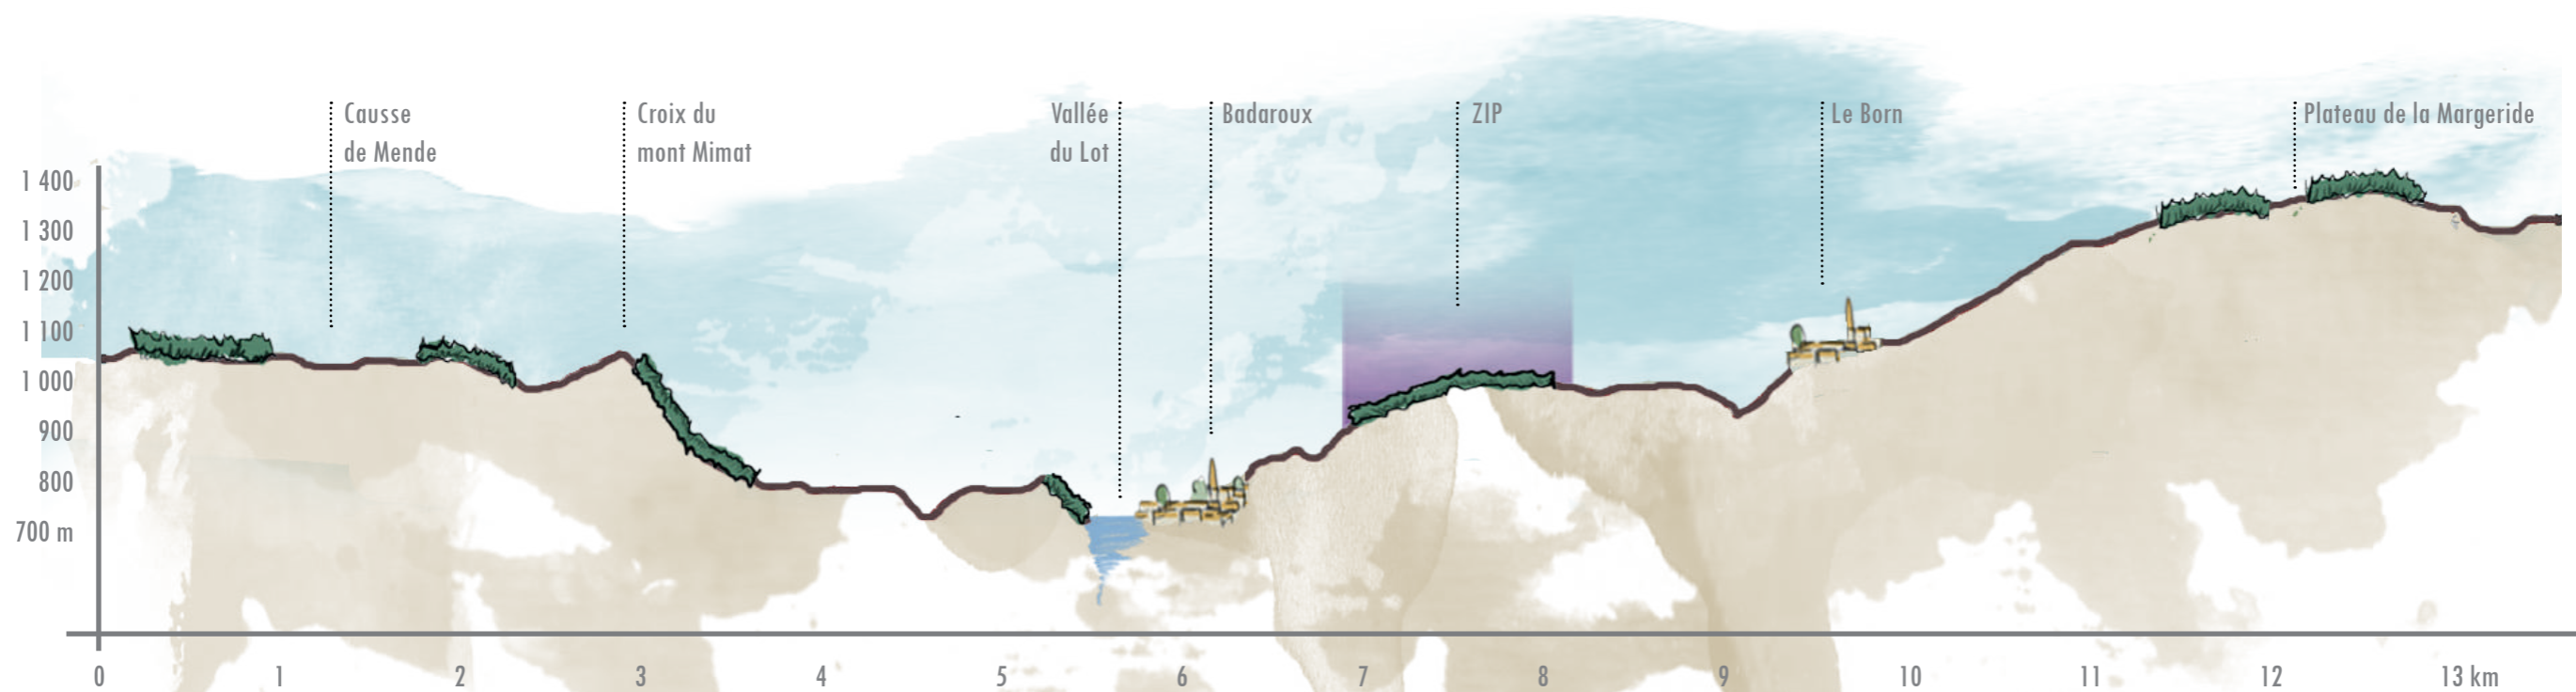 Causse
de Mende
Croix du
mont Mimat
Vallée
du Lot
Badaroux
ZIP
Le Born
Plateau de la Margeride
1 400
1 300
1 200
1 100
1 000
900
800
700 m
0 1 2 3 4 5 6 7 8 9 10 11 12 13 km